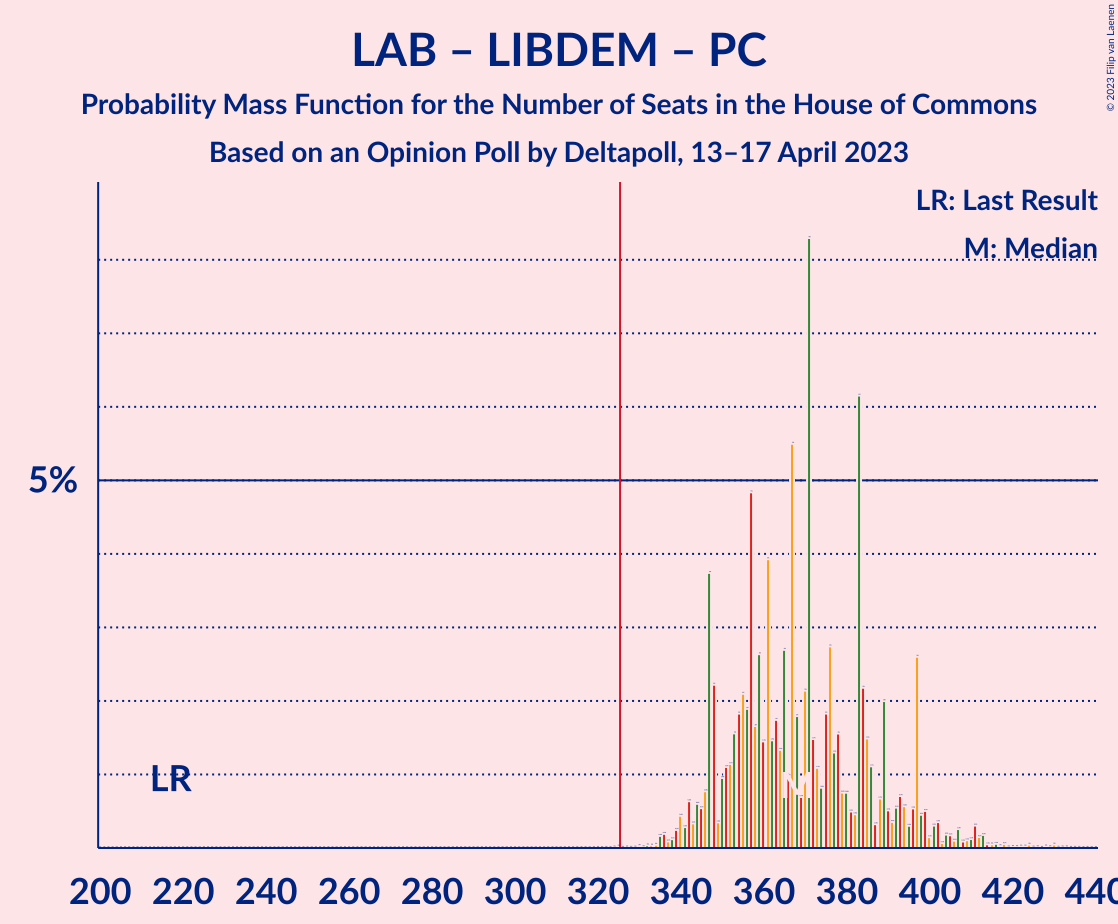 LAB – LIBDEM – PC
Probability Mass Function for the Number of Seats in the House of Commons
Based on an Opinion Poll by Deltapoll, 13–17 April 2023
© 2023 Filip van Laenen
LR: Last Result
M: Median
5%
LR
M
200 220 240 260 280 300 320 340 360 380 400 420 440